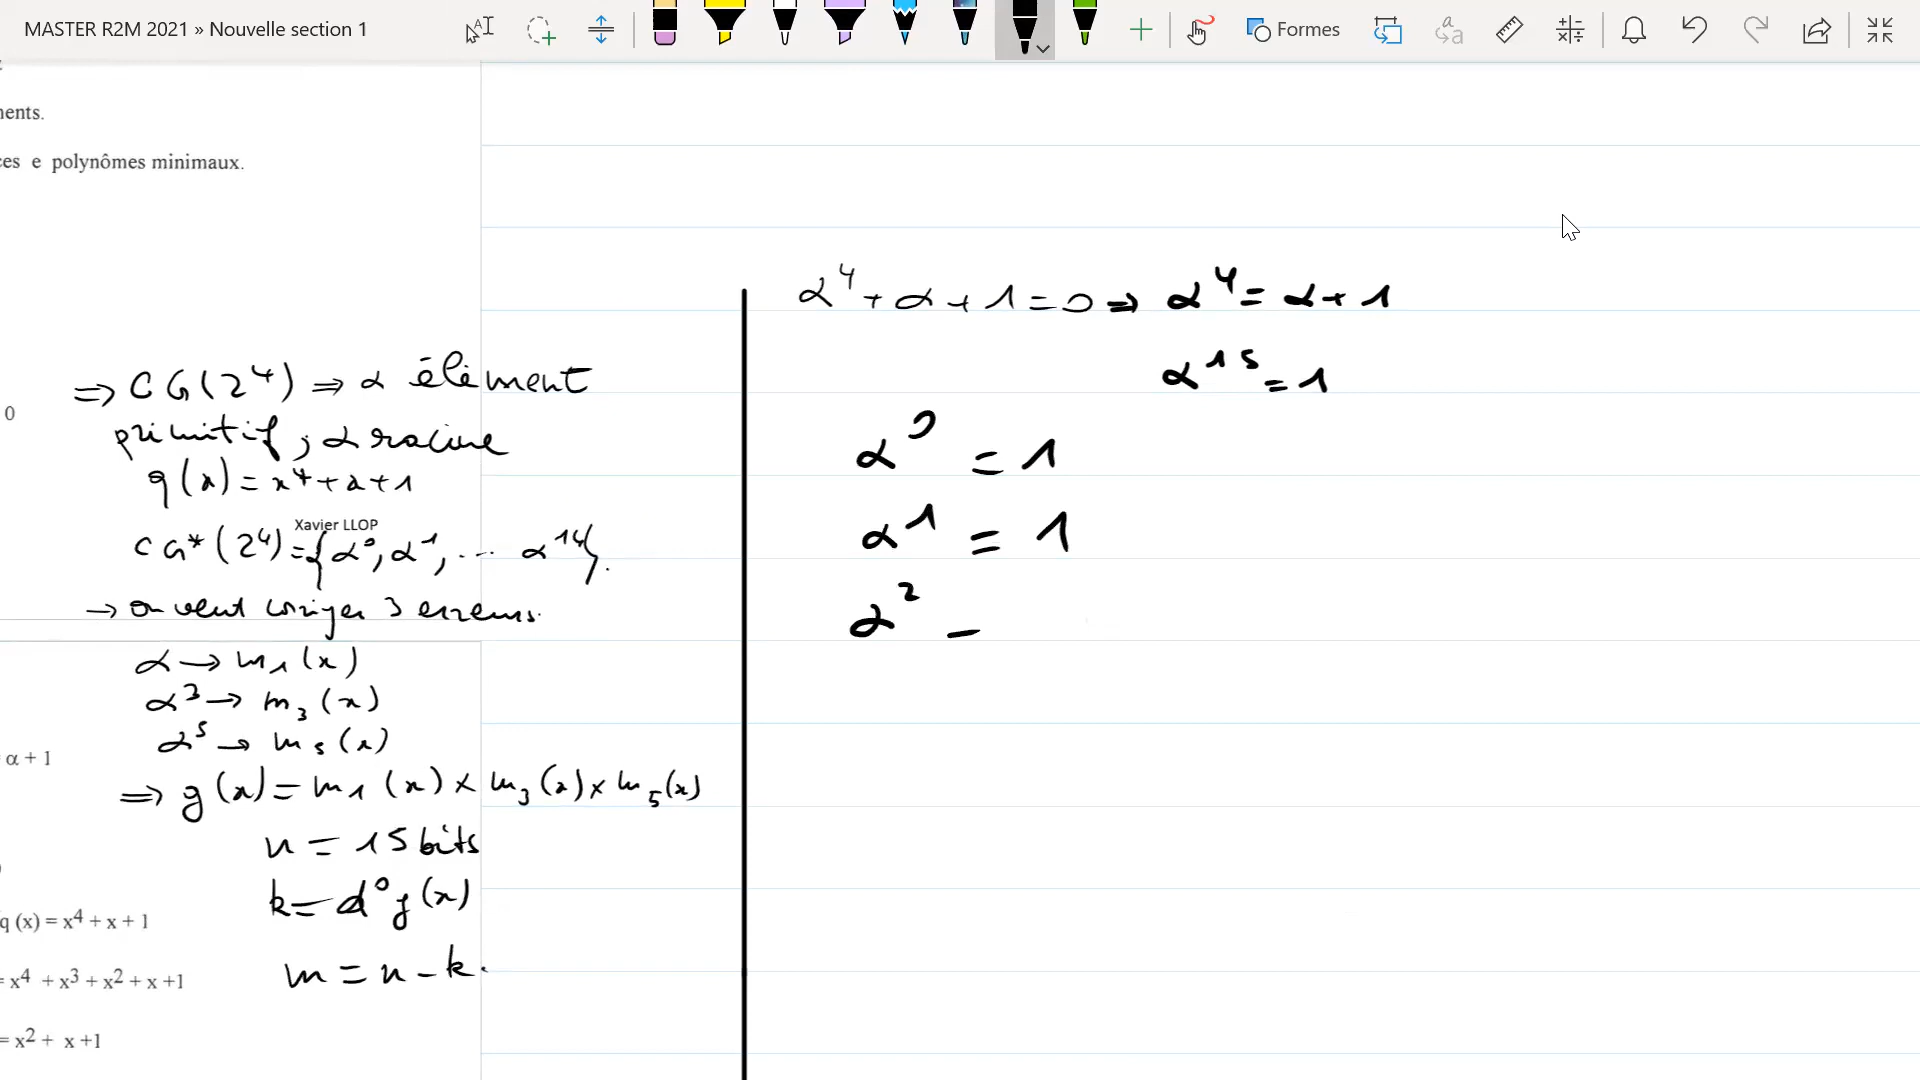 MASTER R2M 2021 » Nouvelle section 1
Formes
ents.
es e polynômes minimaux.
0
⇒ CG(2⁴) ⇒ α élément
primitif ; α racine
q(x) = x⁴ + x + 1
Xavier LLOP
CG*(2⁴) = {α⁰, α¹, ... α¹⁴}.
→ on veut corriger 3 erreurs.
α → m₁(x)
α³ → m₃(x)
α⁵ → m₅(x)
α + 1
⇒ g(x) = m₁(x) × m₃(x) × m₅(x)
n = 15 bits
k = d° g(x)
q (x) = x⁴ + x + 1
m = n - k.
= x⁴ + x³ + x² + x +1
= x² + x +1
α⁴ + α + 1 = 0 ⇒ α⁴ = α + 1
α¹⁵ = 1
α⁰ = 1
α¹ = 1
α² –